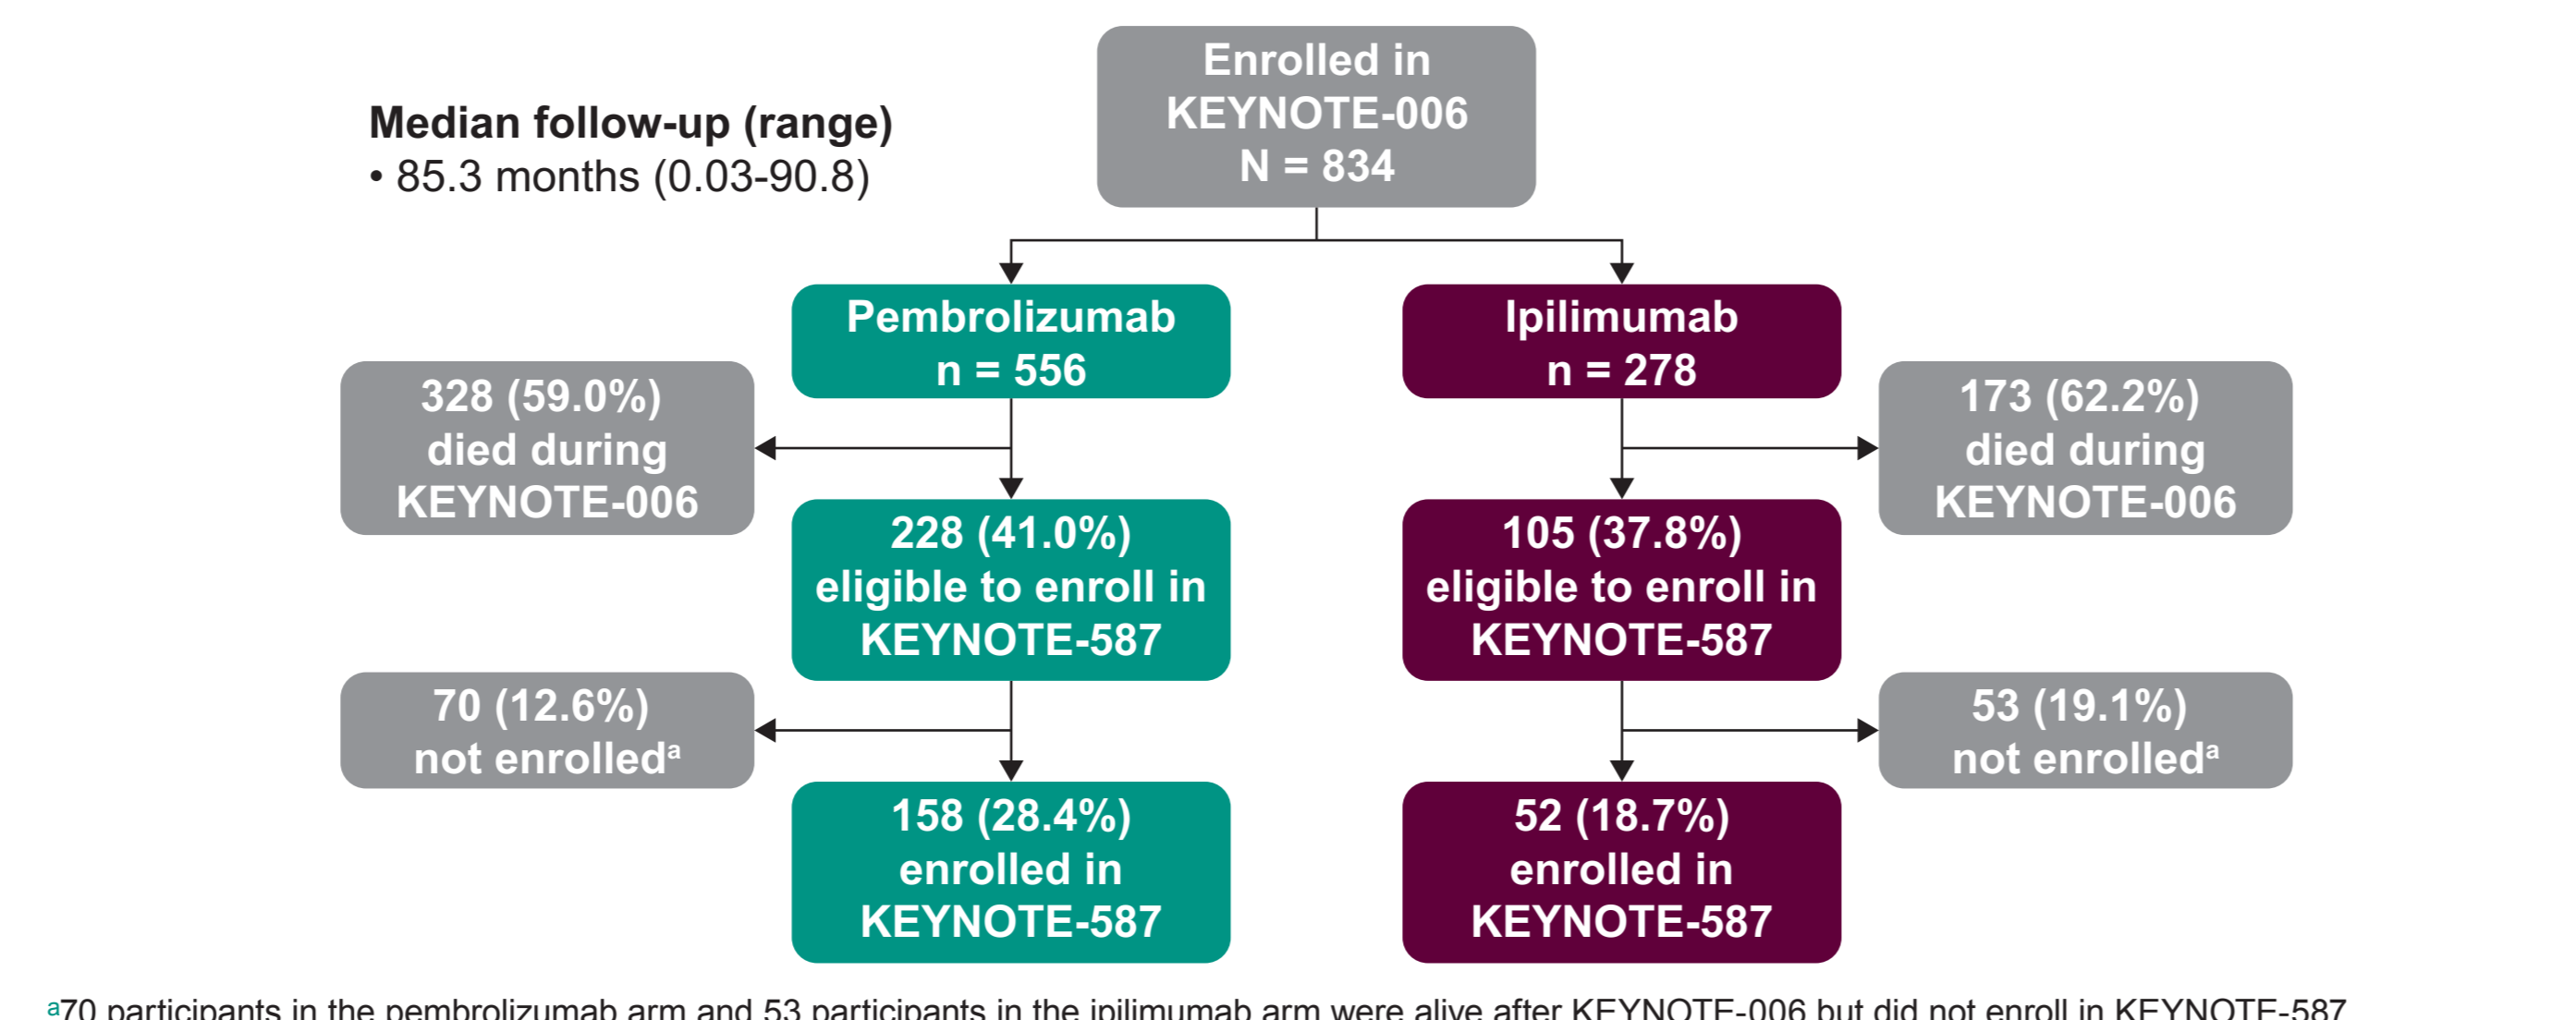 Enrolled in
KEYNOTE-006
N = 834
Median follow-up (range)
• 85.3 months (0.03-90.8)
Pembrolizumab
n = 556
Ipilimumab
n = 278
328 (59.0%)
died during
KEYNOTE-006
173 (62.2%)
died during
KEYNOTE-006
228 (41.0%)
eligible to enroll in
KEYNOTE-587
105 (37.8%)
eligible to enroll in
KEYNOTE-587
70 (12.6%)
not enrolledᵃ
53 (19.1%)
not enrolledᵃ
158 (28.4%)
enrolled in
KEYNOTE-587
52 (18.7%)
enrolled in
KEYNOTE-587
ᵃ70 participants in the pembrolizumab arm and 53 participants in the ipilimumab arm were alive after KEYNOTE-006 but did not enroll in KEYNOTE-587